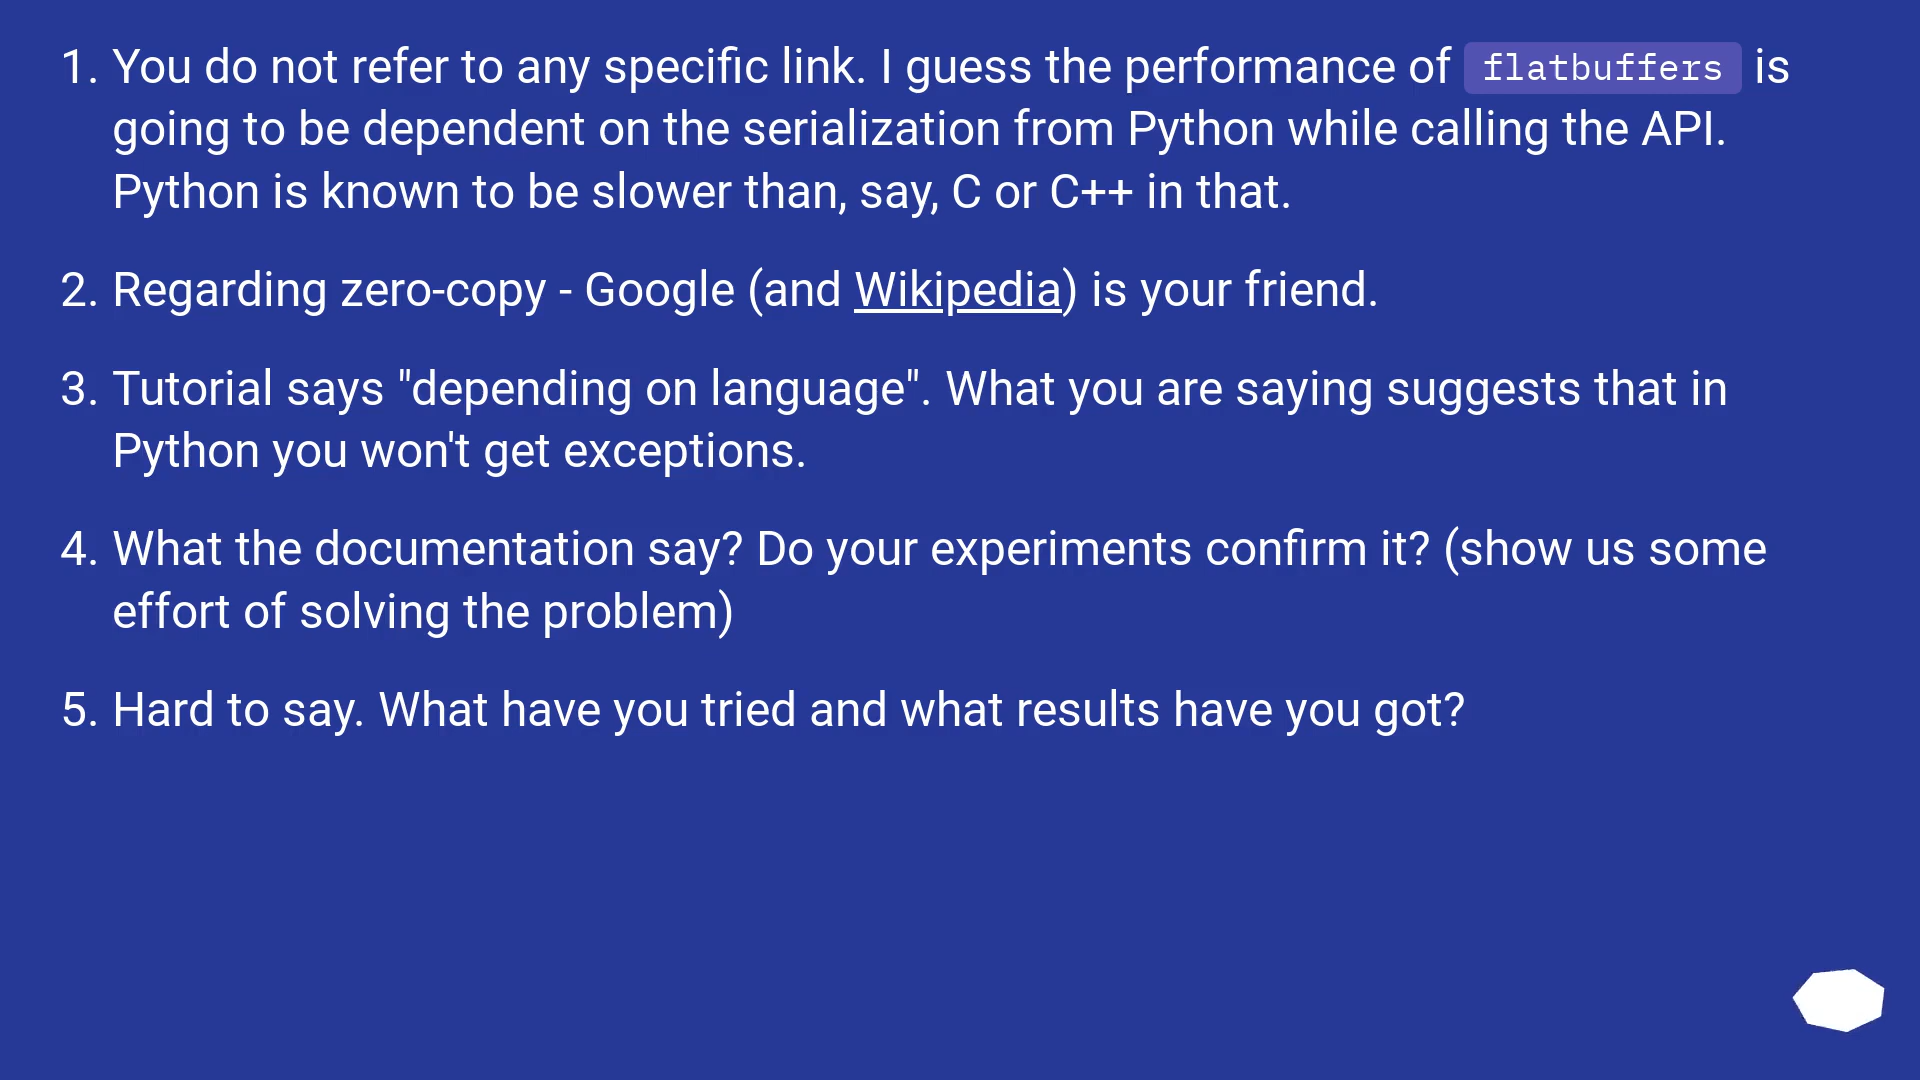 1. You do not refer to any specific link. I guess the performance of flatbuffers is
going to be dependent on the serialization from Python while calling the API.
Python is known to be slower than, say, C or C++ in that.
2. Regarding zero-copy - Google (and Wikipedia) is your friend.
3. Tutorial says "depending on language". What you are saying suggests that in
Python you won't get exceptions.
4. What the documentation say? Do your experiments confirm it? (show us some
effort of solving the problem)
5. Hard to say. What have you tried and what results have you got?